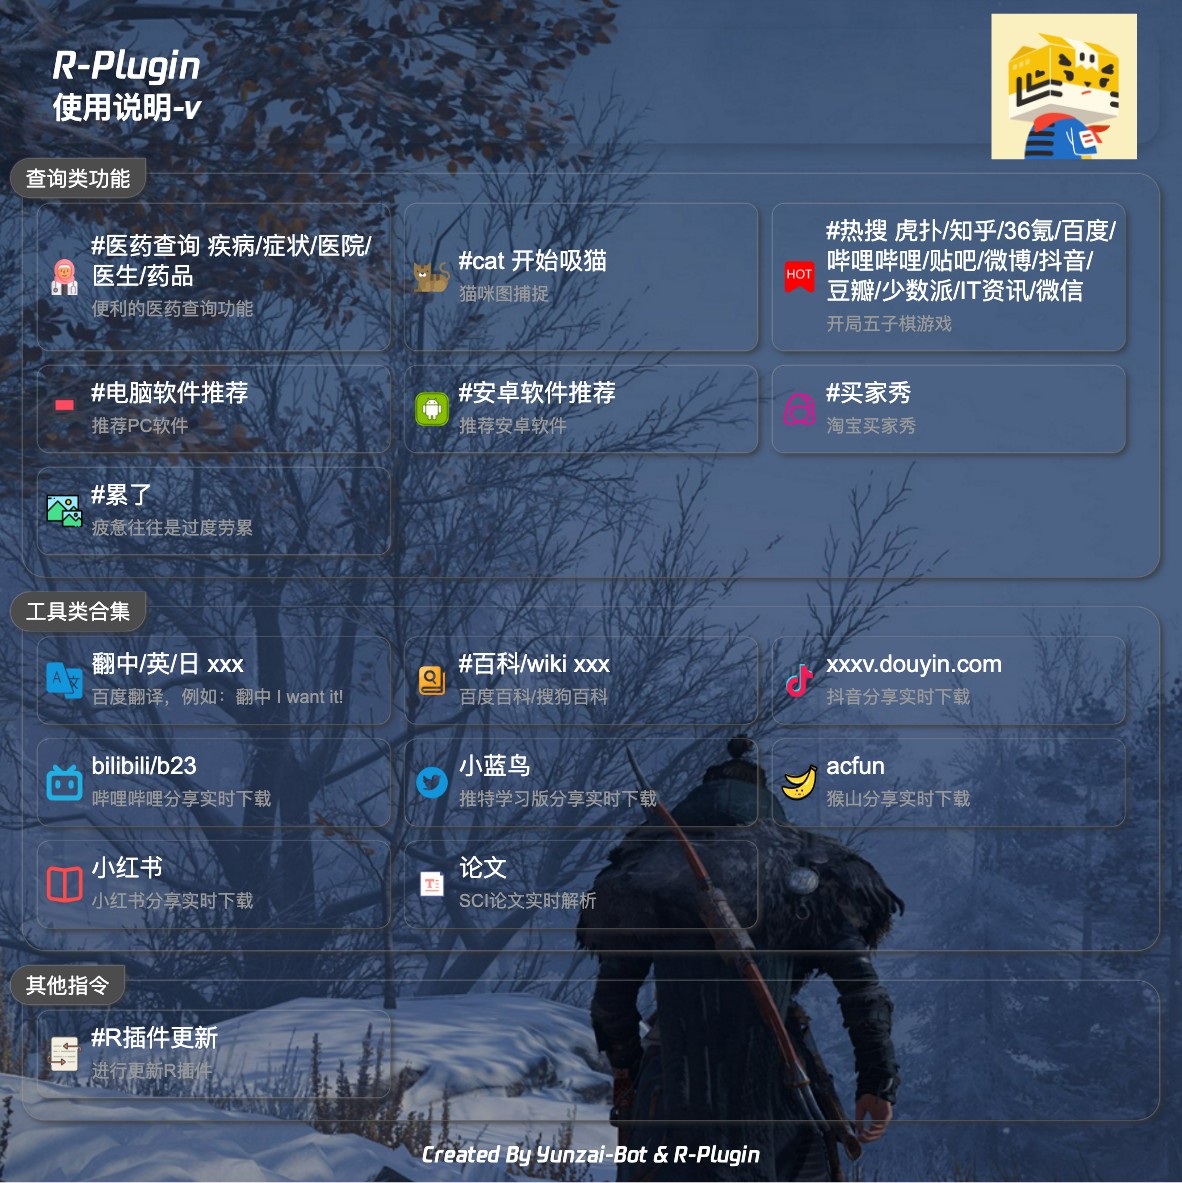 R-Plugin
使用说明-v
查询类功能
#医药查询 疾病/症状/医院/
医生/药品
便利的医药查询功能
#cat 开始吸猫
猫咪图捕捉
HOT
#热搜 虎扑/知乎/36氪/百度/
哔哩哔哩/贴吧/微博/抖音/
豆瓣/少数派/IT资讯/微信
开局五子棋游戏
#电脑软件推荐
推荐PC软件
#安卓软件推荐
推荐安卓软件
#买家秀
淘宝买家秀
#累了
疲惫往往是过度劳累
工具类合集
翻中/英/日 xxx
百度翻译，例如：翻中 I want it!
#百科/wiki xxx
百度百科/搜狗百科
xxxv.douyin.com
抖音分享实时下载
bilibili/b23
哔哩哔哩分享实时下载
小蓝鸟
推特学习版分享实时下载
acfun
猴山分享实时下载
小红书
小红书分享实时下载
论文
SCI论文实时解析
其他指令
#R插件更新
进行更新R插件
Created By Yunzai-Bot & R-Plugin